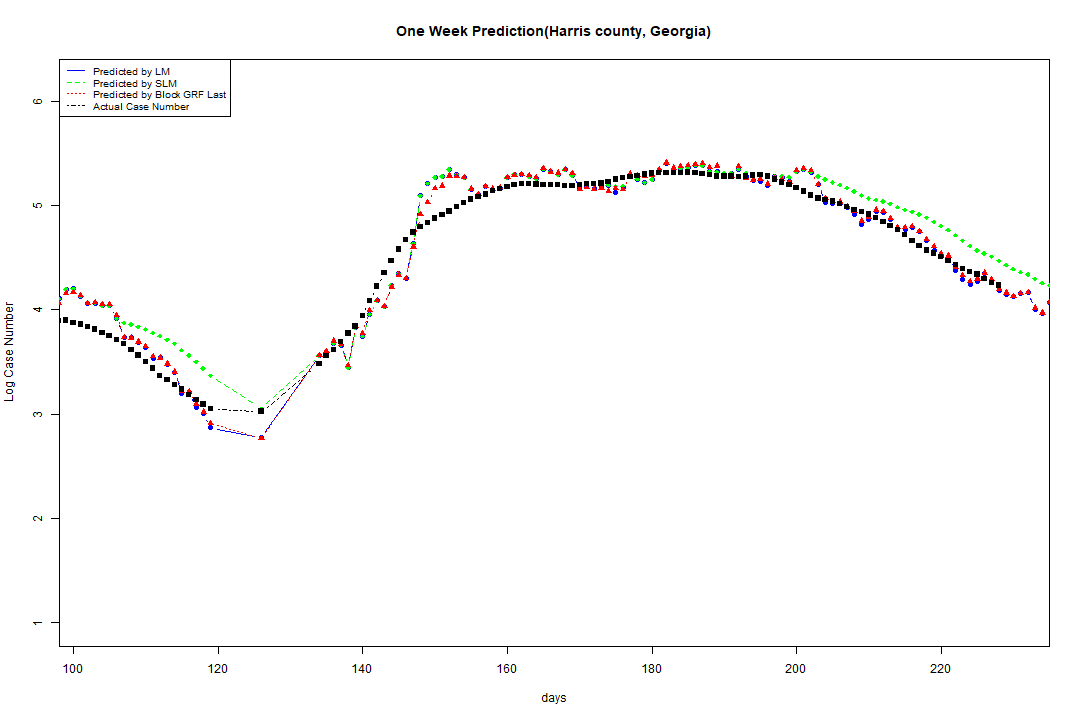 One Week Prediction(Harris county, Georgia)
Predicted by LM
Predicted by SLM
Predicted by Block GRF Last
Actual Case Number
6
5
4
3
2
1
Log Case Number
100 120 140 160 180 200 220
days